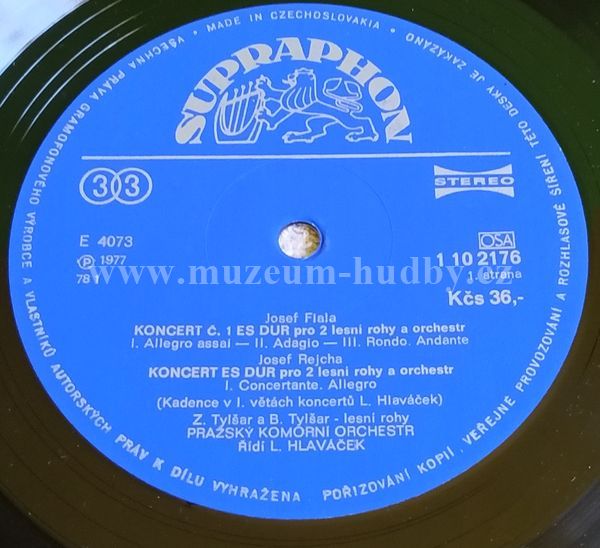 VŠECHNA PRÁVA GRAMOFONOVÉHO VÝROBCE A VLASTNÍKŮ AUTORSKÝCH PRÁV K DÍLU VYHRAŽENA
POŘIZOVÁNÍ KOPIÍ, VEŘEJNÉ PROVOZOVÁNÍ A ROZHLASOVÉ ŠÍŘENÍ TÉTO DESKY JE ZAKÁZÁNO
MADE IN CZECHOSLOVAKIA
SUPRAPHON
33
STEREO
E 4073
℗ 1977
78 1
OSA
1 10 2176
1. strana
Kčs 36,-
www.muzeum-hudby.cz
Josef Fiala
KONCERT Č. 1 ES DUR pro 2 lesní rohy a orchestr
I. Allegro assai — II. Adagio — III. Rondo. Andante
Josef Rejcha
KONCERT ES DUR pro 2 lesní rohy a orchestr
I. Concertante. Allegro
(Kadence v I. větách koncertů L. Hlaváček)
Z. Tylšar a B. Tylšar - lesní rohy
PRAŽSKÝ KOMORNÍ ORCHESTR
Řídí L. HLAVÁČEK